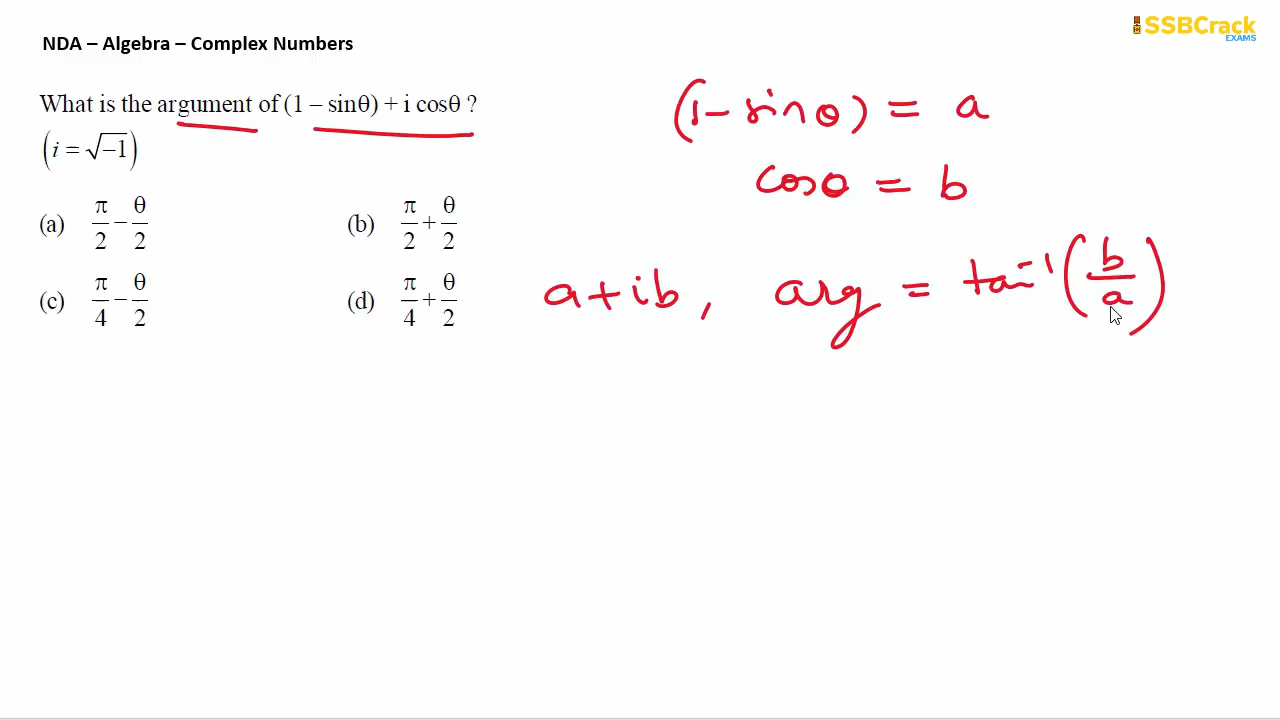 NDA – Algebra – Complex Numbers
SSBCrack
EXAMS
What is the argument of (1 – sinθ) + i cosθ ?
(i = √−1)
(a) π/2 − θ/2 (b) π/2 + θ/2
(c) π/4 − θ/2 (d) π/4 + θ/2
(1 – sinθ) = a
cosθ = b
a + ib, arg = tan⁻¹(b/a)